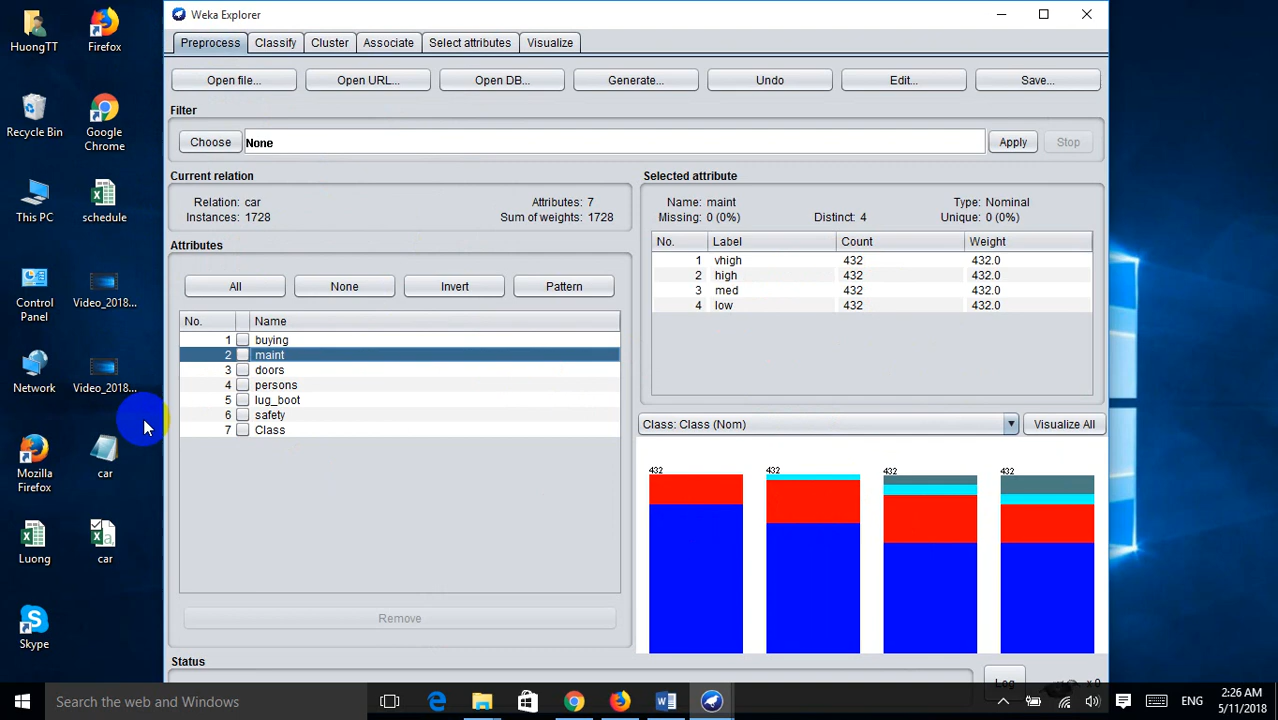 HuongTT
Firefox
Recycle Bin
Google
Chrome
This PC
schedule
Control
Panel
Video_2018...
Network
Video_2018...
Mozilla
Firefox
car
Luong
car
Skype
Weka Explorer
Preprocess Classify Cluster Associate Select attributes Visualize
Open file... Open URL... Open DB... Generate... Undo Edit... Save...
Filter
Choose None Apply Stop
Current relation
Relation: car Attributes: 7
Instances: 1728 Sum of weights: 1728
Attributes
All None Invert Pattern
No. Name
1 buying
2 maint
3 doors
4 persons
5 lug_boot
6 safety
7 Class
Remove
Status
Selected attribute
Name: maint Type: Nominal
Missing: 0 (0%) Distinct: 4 Unique: 0 (0%)
No. Label Count Weight
1 vhigh 432 432.0
2 high 432 432.0
3 med 432 432.0
4 low 432 432.0
Class: Class (Nom) Visualize All
432 432 432 432
Log x 0
Search the web and Windows
ENG
2:26 AM
5/11/2018